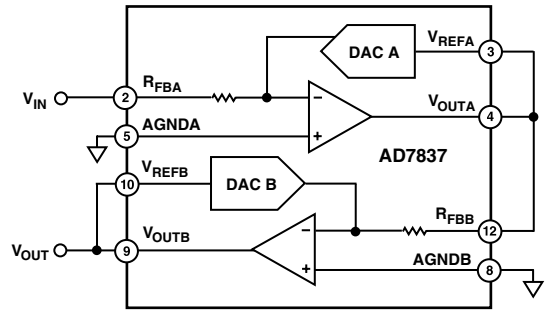 DAC A
VREFA
3
VIN
2
RFBA
−
VOUTA
4
5
AGNDA
+
AD7837
10
VREFB
DAC B
RFBB
12
VOUT
9
VOUTB
−
AGNDB
8
+